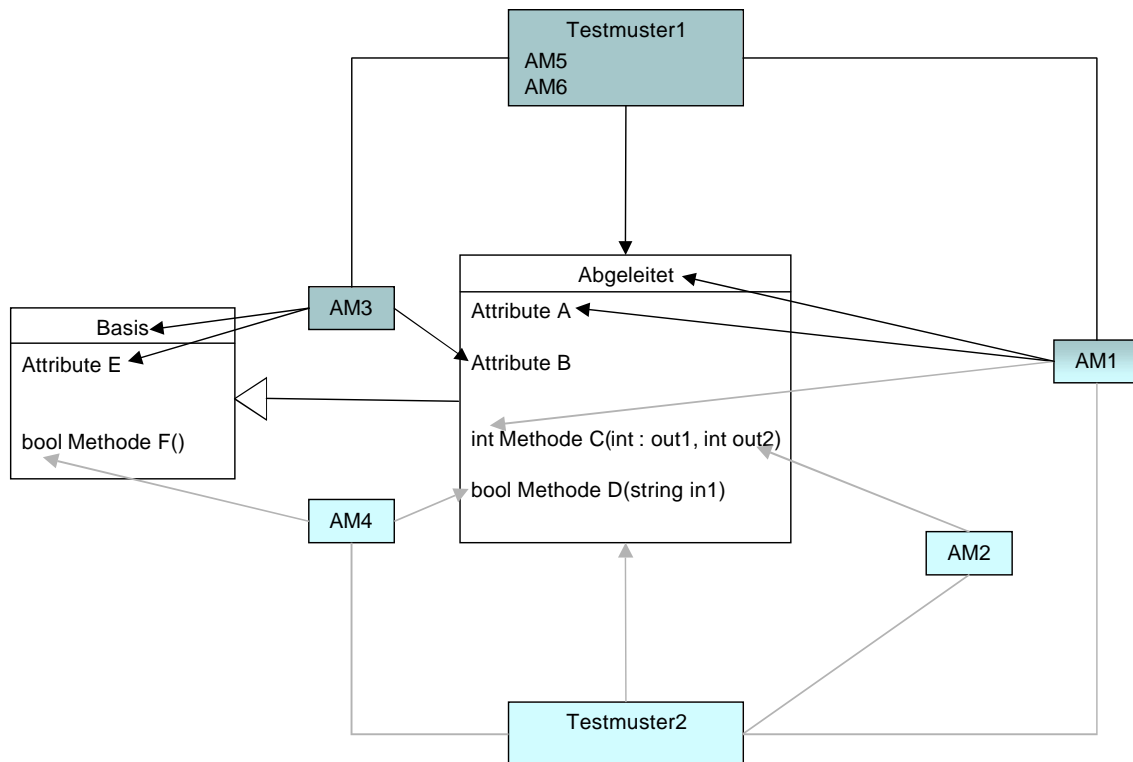 Testmuster1
AM5
AM6
Abgeleitet
AM3
Attribute A
Basis
Attribute E
Attribute B
AM1
bool Methode F()
int Methode C(int : out1, int out2)
bool Methode D(string in1)
AM4
AM2
Testmuster2